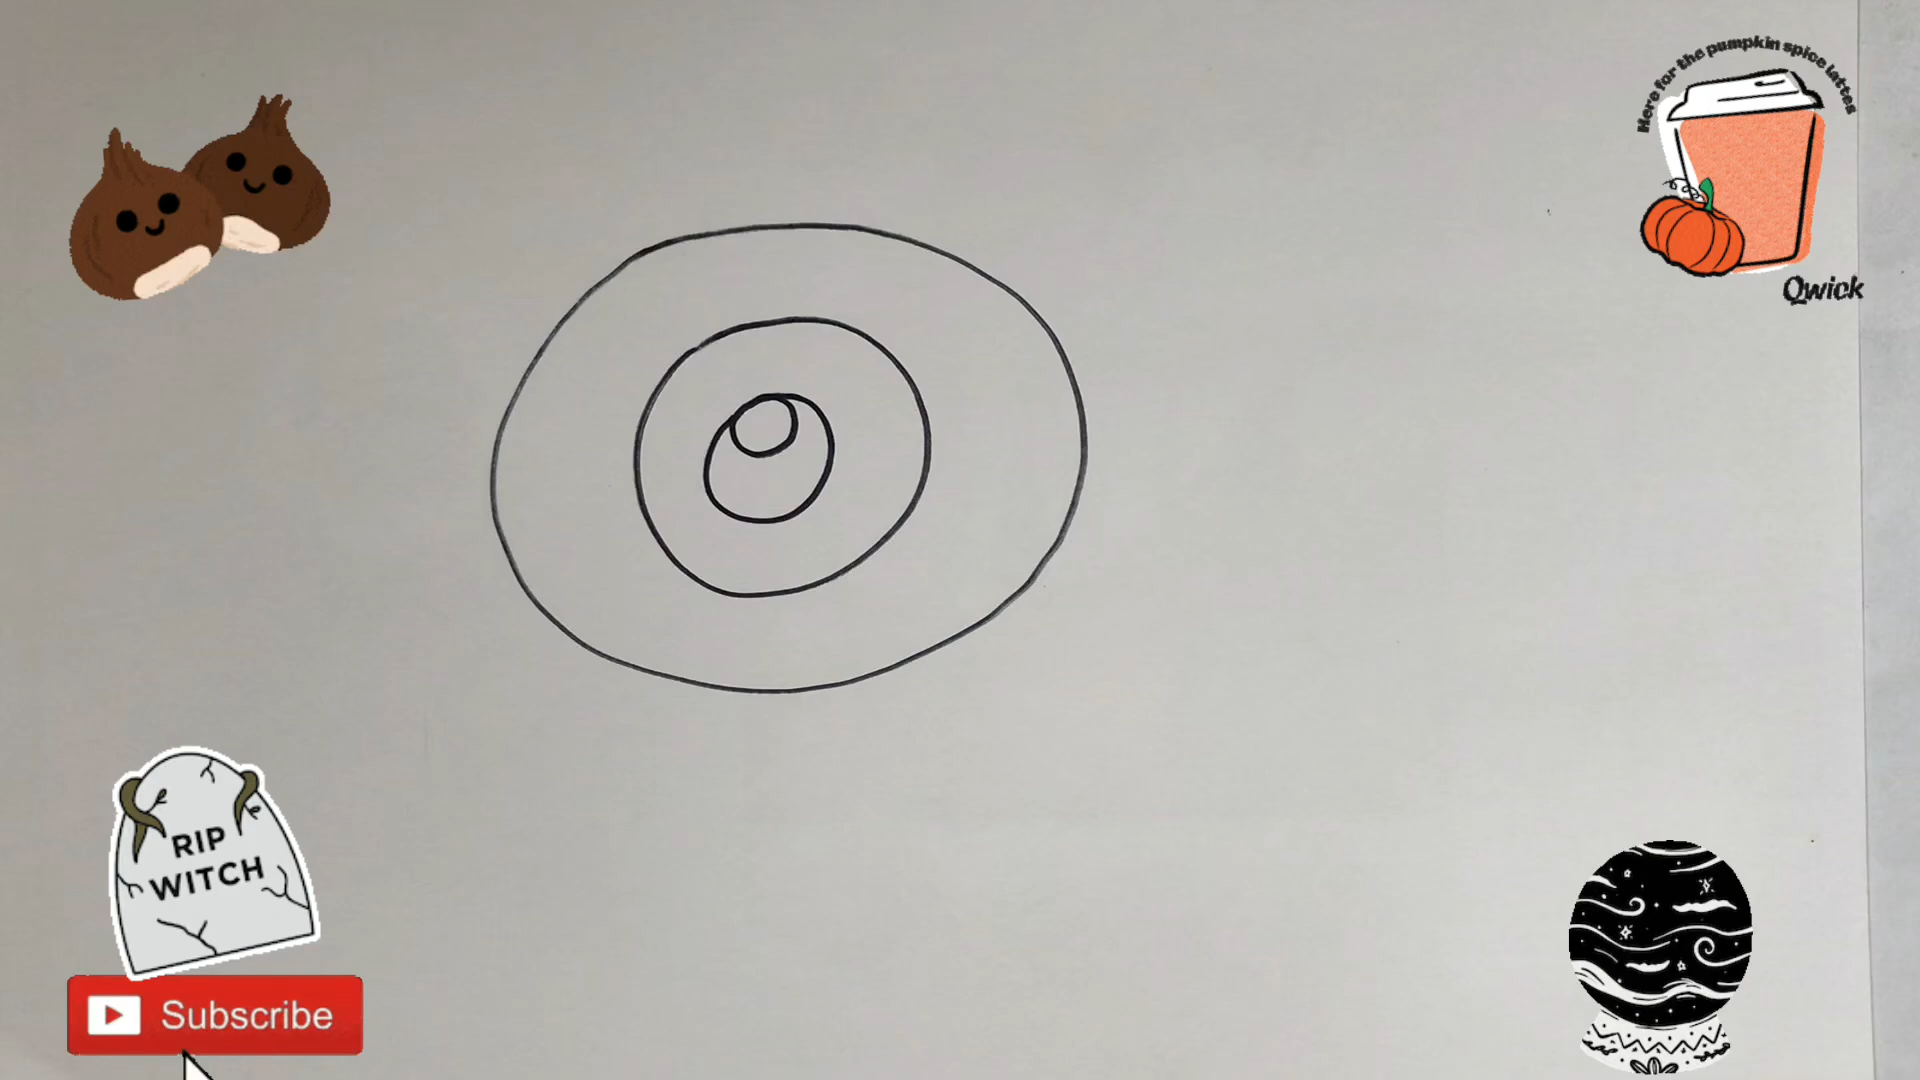 Here for the pumpkin spice lattes
Qwick
RIP
WITCH
Subscribe